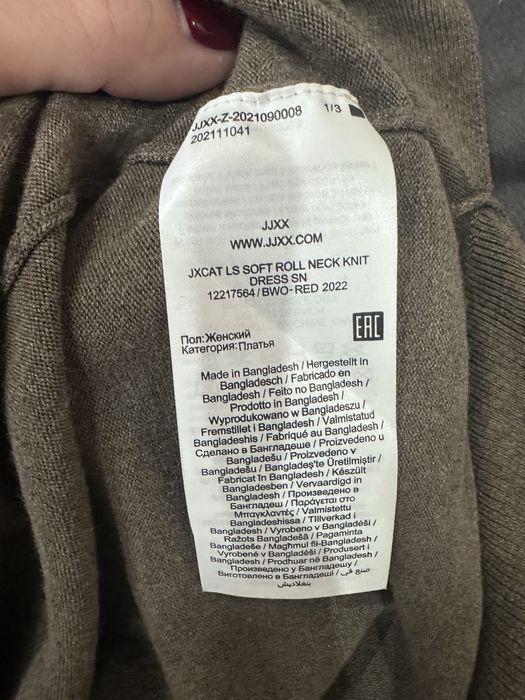 JJXX-Z-2021090008 1/3
202111041
JJXX
WWW.JJXX.COM
JXCAT LS SOFT ROLL NECK KNIT
DRESS SN
12217564/BWO-RED 2022
EAC
Пол:Женский
Категория:Платья
Made in Bangladesh / Hergestellt in
Bangladesch / Fabricado en
Bangladesh / Feito no Bangladesh /
Prodotto in Bangladesh /
Wyprodukowano w Bangladeszu /
Fremstillet i Bangladesh / Valmistatud
Bangladeshis / Fabriqué au Bangladesh /
Сделано в Бангладеше / Proizvedeno u
Bangladešu / Proizvedeno v
Bangladešu / Bangladeş'te Üretilmiştir /
Fabricat în Bangladesh / Készült
Bangladesben / Vervaardigd in
Bangladesh / Произведено в
Бангладеш / Παράγεται στο
Μπαγκλαντές / Valmistettu
Bangladeshissa / Tillverkad i
Bangladesh / Vyrobeno v Bangladéši /
Ražots Bangladešā / Pagaminta
Bangladeše / Magħmul fil-Bangladesh /
Vyrobené v Bangladéši / Produsert i
Bangladesh / Prodhuar në Bangladesh /
Произведено у Бангладешу /
Виготовлено в Бангладеші / صنع في
بنغلاديش